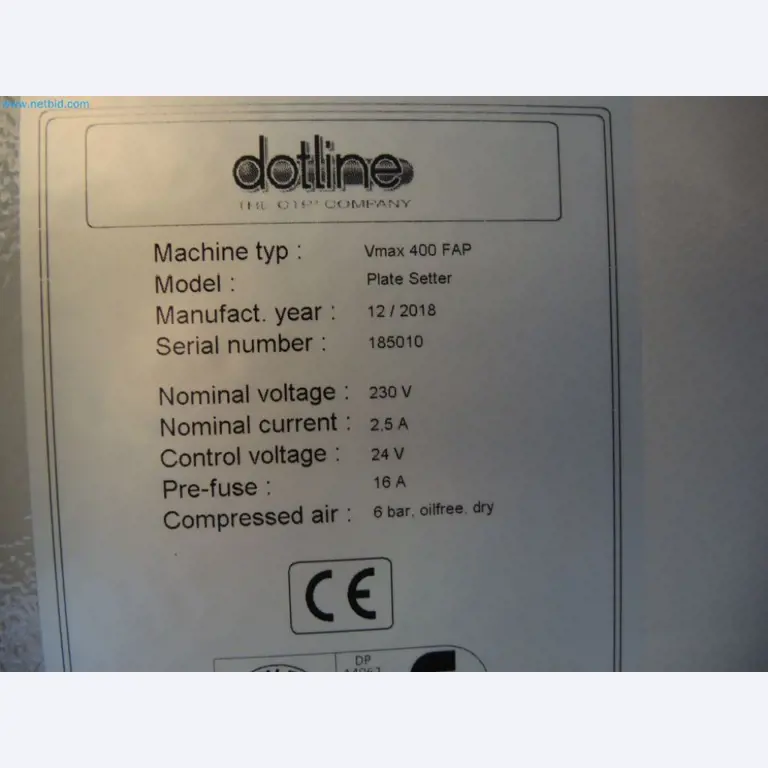 www.netbid.com
dotline
THE CTP COMPANY
Machine typ : Vmax 400 FAP
Model : Plate Setter
Manufact. year : 12 / 2018
Serial number : 185010
Nominal voltage : 230 V
Nominal current : 2,5 A
Control voltage : 24 V
Pre-fuse : 16 A
Compressed air : 6 bar, oilfree, dry
CE
DP